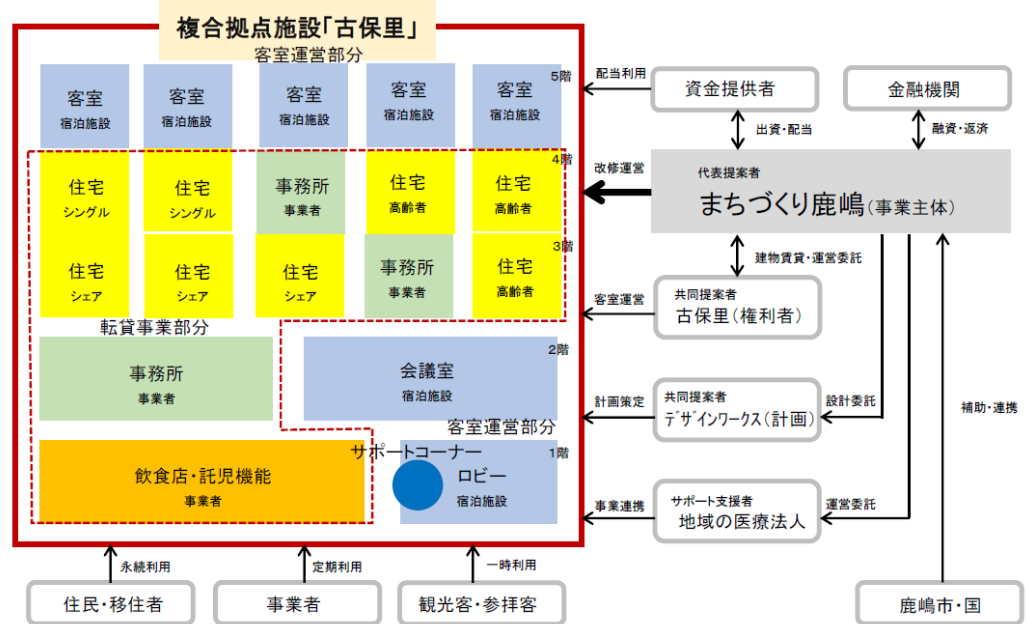 複合拠点施設「古保里」
客室運営部分
5階
客室
宿泊施設
客室
宿泊施設
客室
宿泊施設
客室
宿泊施設
客室
宿泊施設
4階
住宅
シングル
住宅
シングル
事務所
事業者
住宅
高齢者
住宅
高齢者
3階
住宅
シェア
住宅
シェア
住宅
シェア
事務所
事業者
住宅
高齢者
転貸事業部分
2階
事務所
事業者
会議室
宿泊施設
客室運営部分
サポートコーナー
1階
飲食店・託児機能
事業者
ロビー
宿泊施設
配当利用
資金提供者
金融機関
出資・配当
融資・返済
改修運営
代表提案者
まちづくり鹿嶋(事業主体)
建物賃貸・運営委託
客室運営
共同提案者
古保里(権利者)
計画策定
共同提案者
デザインワークス(計画)
設計委託
補助・連携
事業連携
サポート支援者
地域の医療法人
運営委託
永続利用
定期利用
一時利用
住民・移住者
事業者
観光客・参拝客
鹿嶋市・国